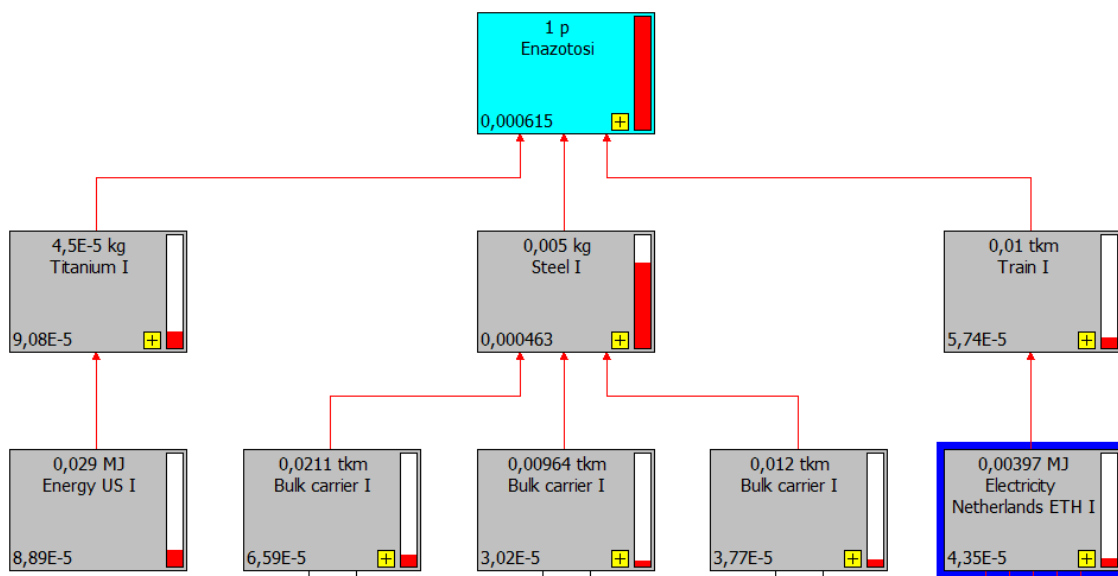 1 p
Enazotosi
0,000615
4,5E-5 kg
Titanium I
9,08E-5
0,005 kg
Steel I
0,000463
0,01 tkm
Train I
5,74E-5
0,029 MJ
Energy US I
8,89E-5
0,0211 tkm
Bulk carrier I
6,59E-5
0,00964 tkm
Bulk carrier I
3,02E-5
0,012 tkm
Bulk carrier I
3,77E-5
0,00397 MJ
Electricity
Netherlands ETH I
4,35E-5